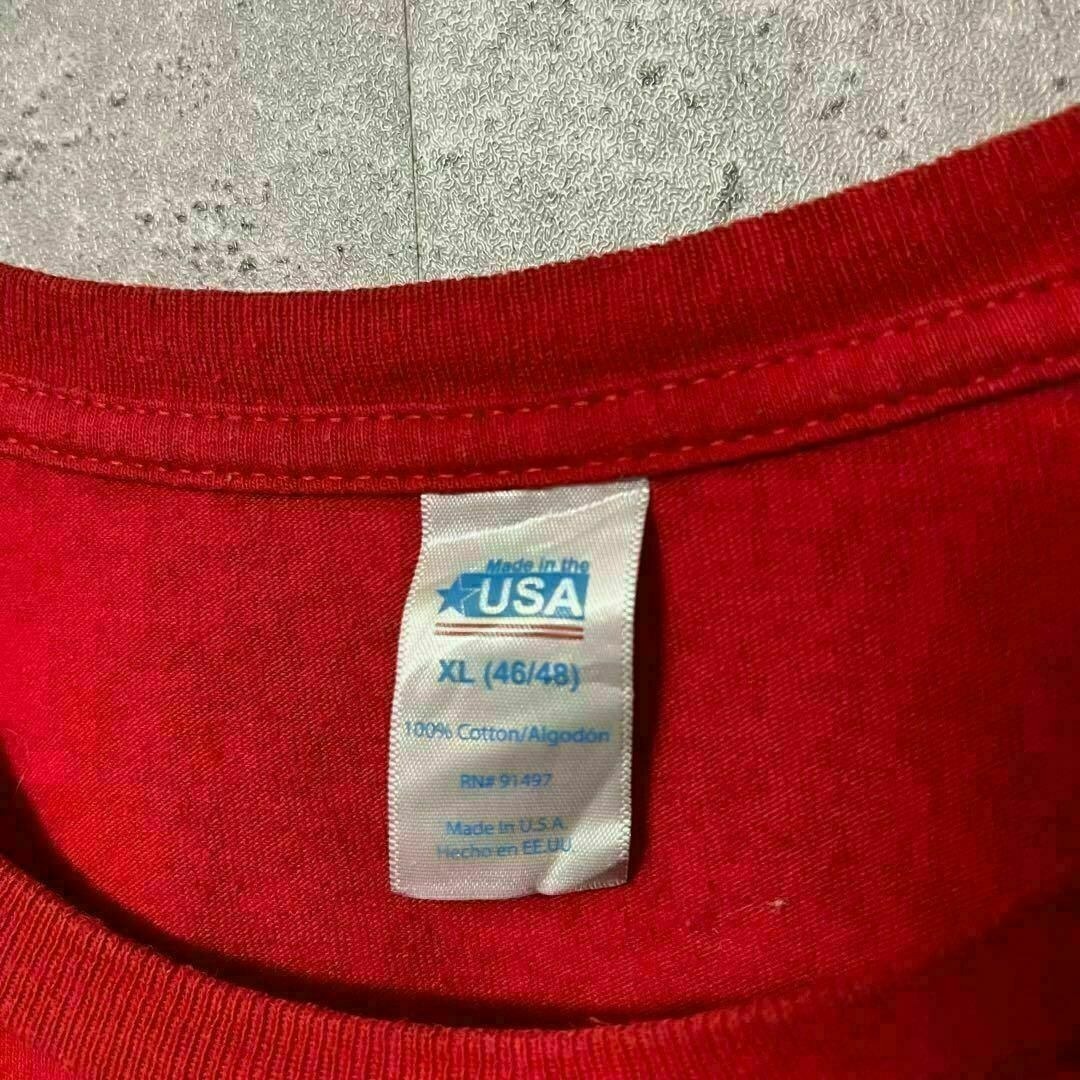 Made in the
USA
XL (46/48)
100% Cotton/Algodón
RN# 91497
Made In U.S.A.
Hecho en EE.UU.